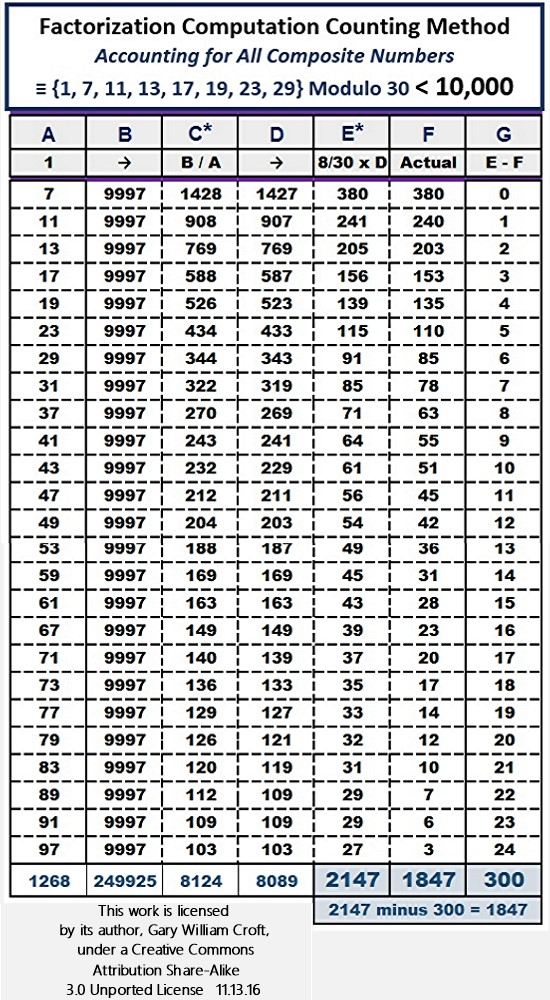 Factorization Computation Counting Method
Accounting for All Composite Numbers
≡ {1, 7, 11, 13, 17, 19, 23, 29} Modulo 30 < 10,000
A B C* D E* F G
1 → B / A → 8/30 x D Actual E - F
7 9997 1428 1427 380 380 0
11 9997 908 907 241 240 1
13 9997 769 769 205 203 2
17 9997 588 587 156 153 3
19 9997 526 523 139 135 4
23 9997 434 433 115 110 5
29 9997 344 343 91 85 6
31 9997 322 319 85 78 7
37 9997 270 269 71 63 8
41 9997 243 241 64 55 9
43 9997 232 229 61 51 10
47 9997 212 211 56 45 11
49 9997 204 203 54 42 12
53 9997 188 187 49 36 13
59 9997 169 169 45 31 14
61 9997 163 163 43 28 15
67 9997 149 149 39 23 16
71 9997 140 139 37 20 17
73 9997 136 133 35 17 18
77 9997 129 127 33 14 19
79 9997 126 121 32 12 20
83 9997 120 119 31 10 21
89 9997 112 109 29 7 22
91 9997 109 109 29 6 23
97 9997 103 103 27 3 24
1268 249925 8124 8089 2147 1847 300
2147 minus 300 = 1847
This work is licensed
by its author, Gary William Croft,
under a Creative Commons
Attribution Share-Alike
3.0 Unported License 11.13.16